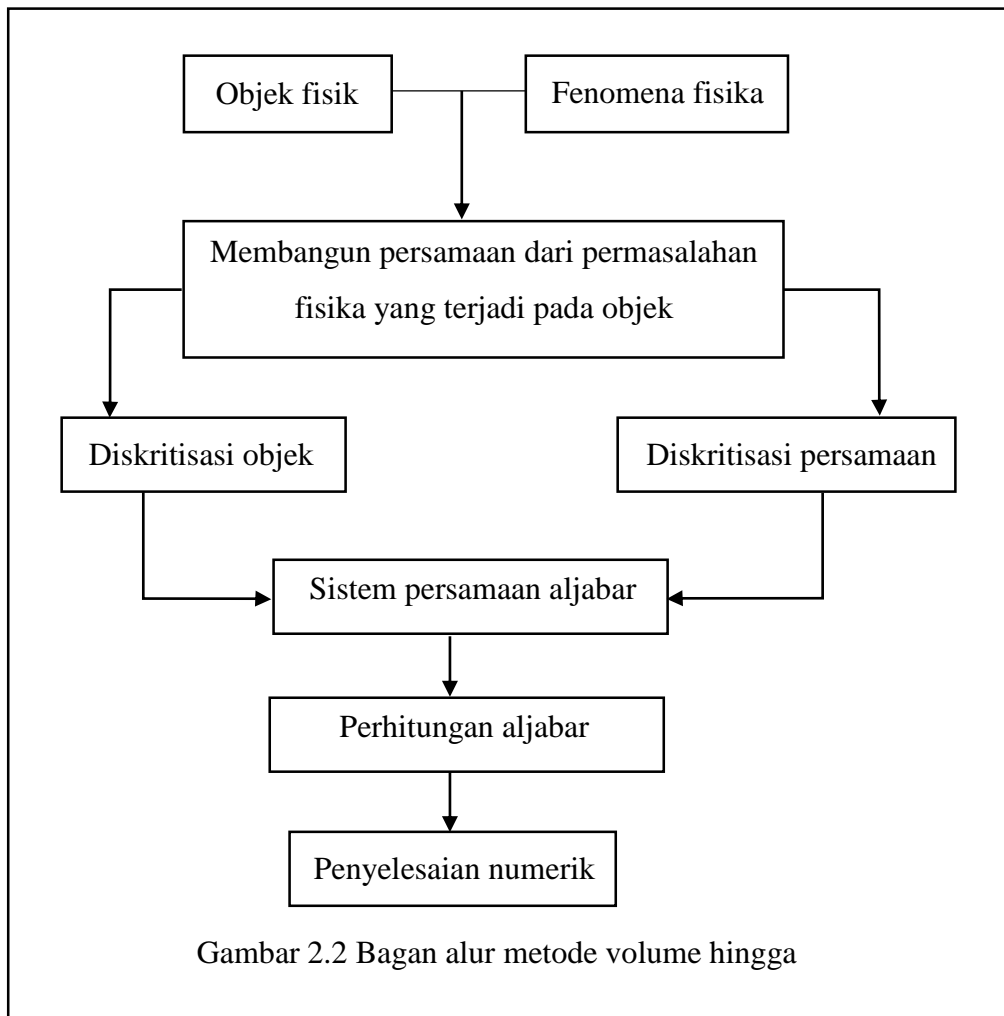 Objek fisik
Fenomena fisika
Membangun persamaan dari permasalahan
fisika yang terjadi pada objek
Diskritisasi objek
Diskritisasi persamaan
Sistem persamaan aljabar
Perhitungan aljabar
Penyelesaian numerik
Gambar 2.2 Bagan alur metode volume hingga